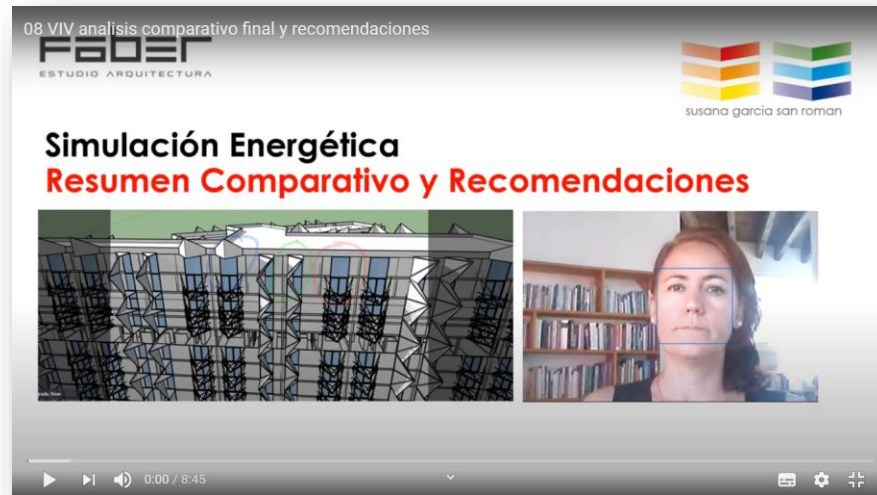 08 VIV analisis comparativo final y recomendaciones
Faber
ESTUDIO ARQUITECTURA
susana garcia san roman
Simulación Energética
Resumen Comparativo y Recomendaciones
0:00 / 8:45